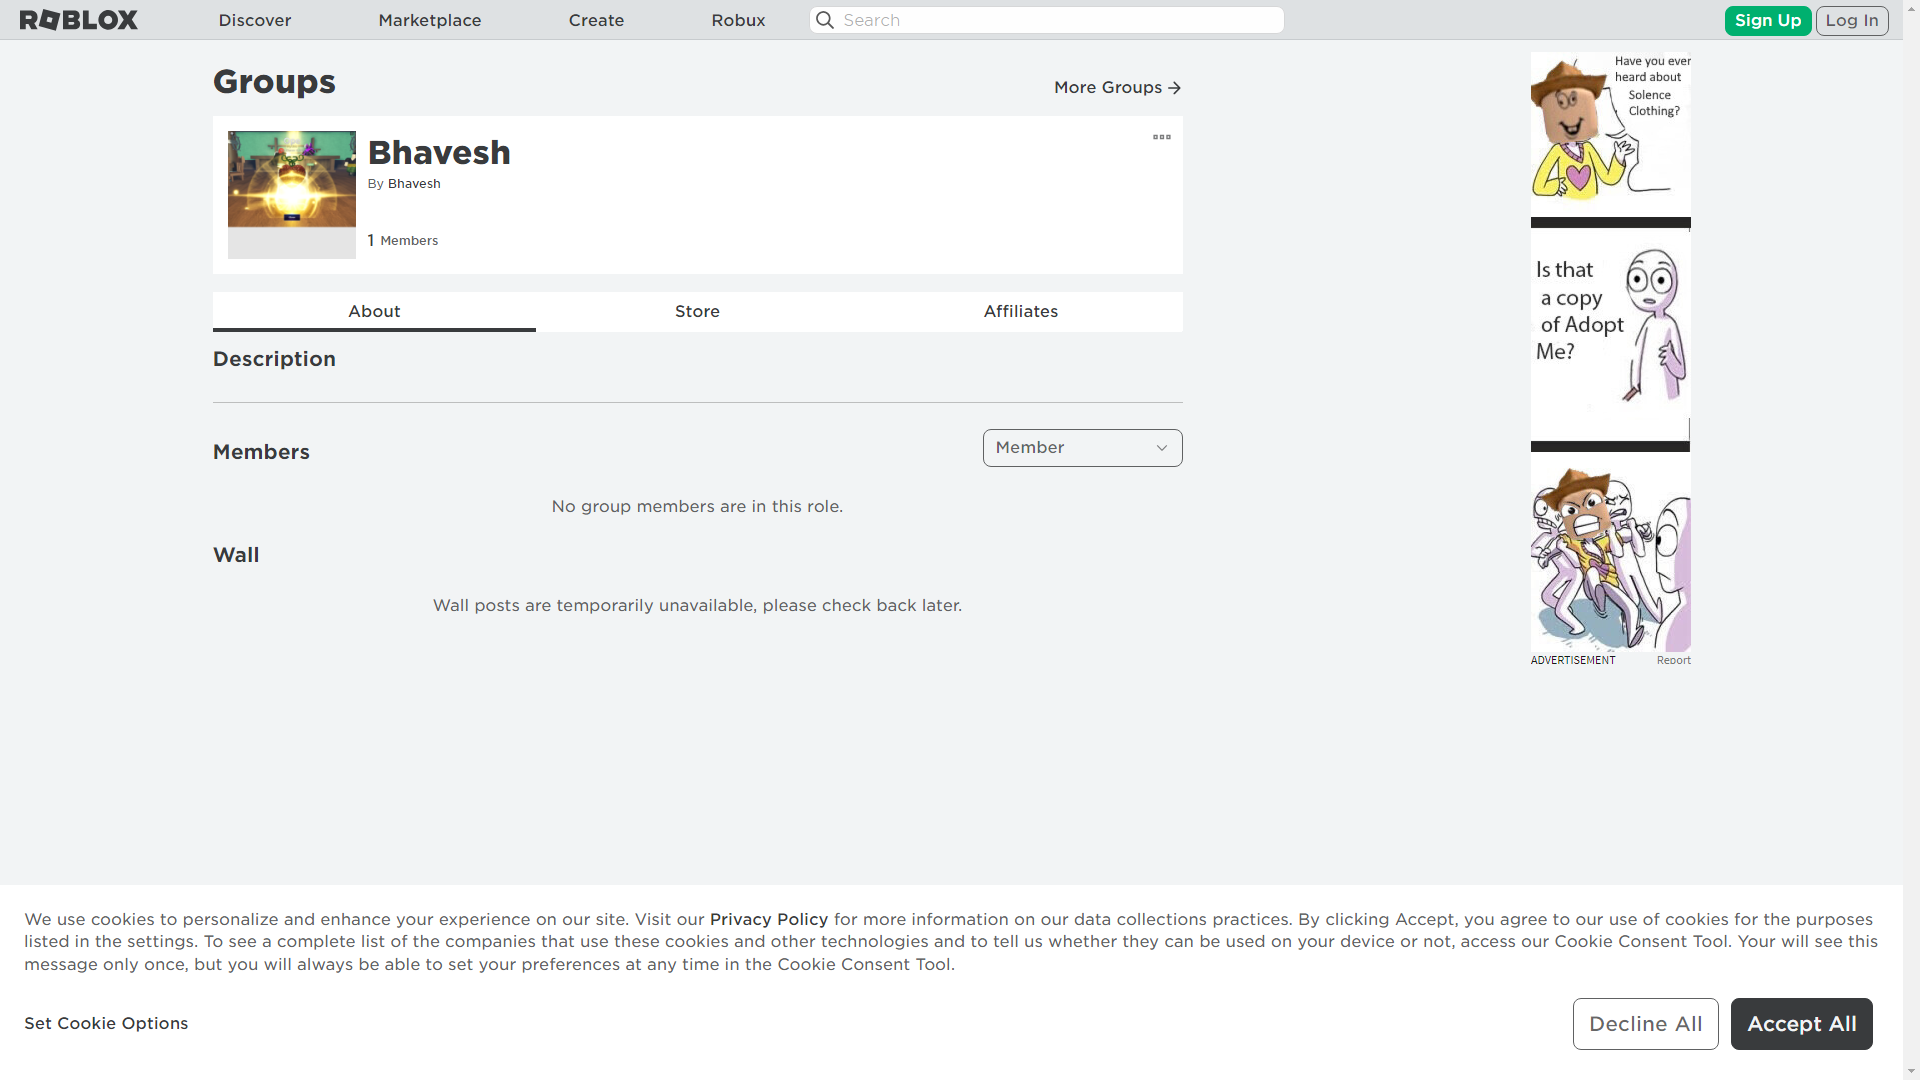 ROBLOX
Discover
Marketplace
Create
Robux
Search
Sign Up
Log In
Groups
More Groups
Bhavesh
By Bhavesh
1 Members
About
Store
Affiliates
Description
Members
Member
No group members are in this role.
Wall
Wall posts are temporarily unavailable, please check back later.
Have you ever
heard about
Solence
Clothing?
Is that
a copy
of Adopt
Me?
ADVERTISEMENT
Report
We use cookies to personalize and enhance your experience on our site. Visit our Privacy Policy for more information on our data collections practices. By clicking Accept, you agree to our use of cookies for the purposes
listed in the settings. To see a complete list of the companies that use these cookies and other technologies and to tell us whether they can be used on your device or not, access our Cookie Consent Tool. Your will see this
message only once, but you will always be able to set your preferences at any time in the Cookie Consent Tool.
Set Cookie Options
Decline All
Accept All